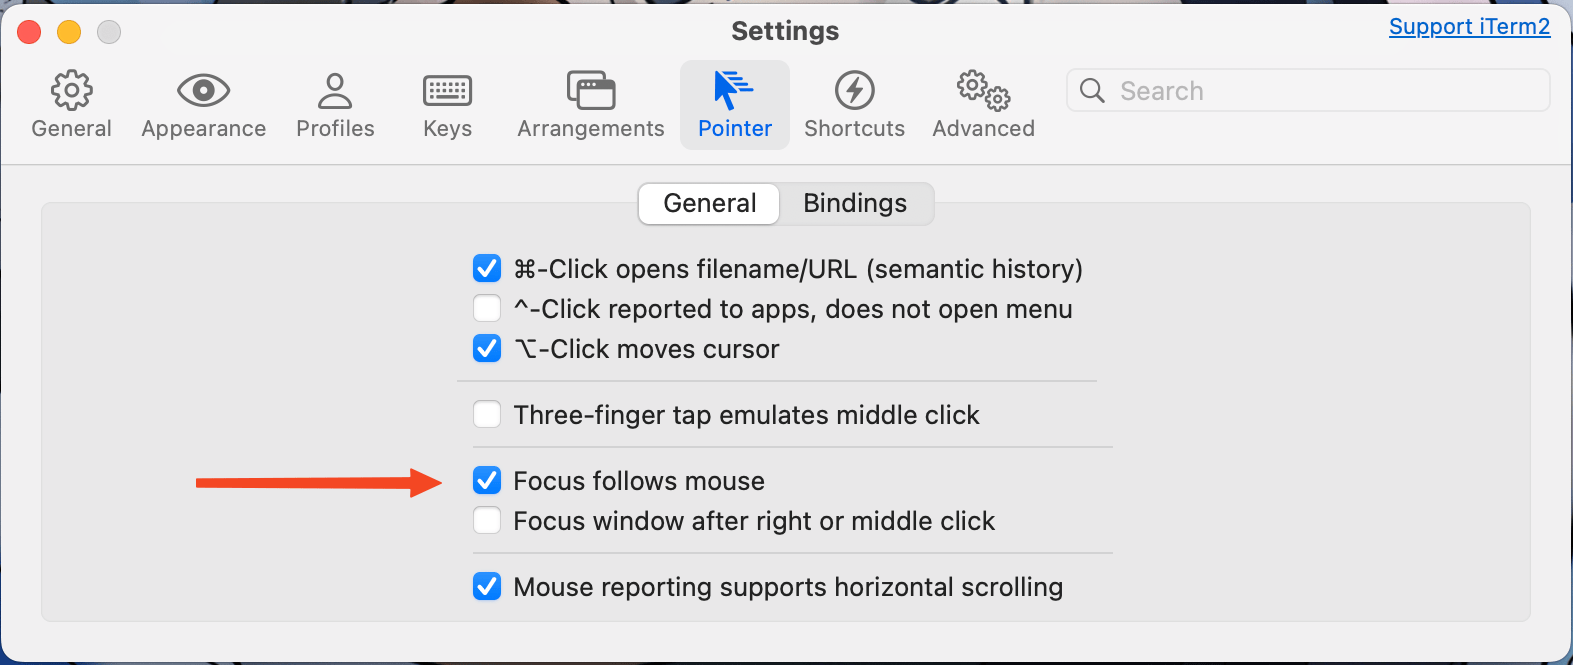 Settings
Support iTerm2
General
Appearance
Profiles
Keys
Arrangements
Pointer
Shortcuts
Advanced
Search
General
Bindings
⌘-Click opens filename/URL (semantic history)
^-Click reported to apps, does not open menu
⌥-Click moves cursor
Three-finger tap emulates middle click
Focus follows mouse
Focus window after right or middle click
Mouse reporting supports horizontal scrolling